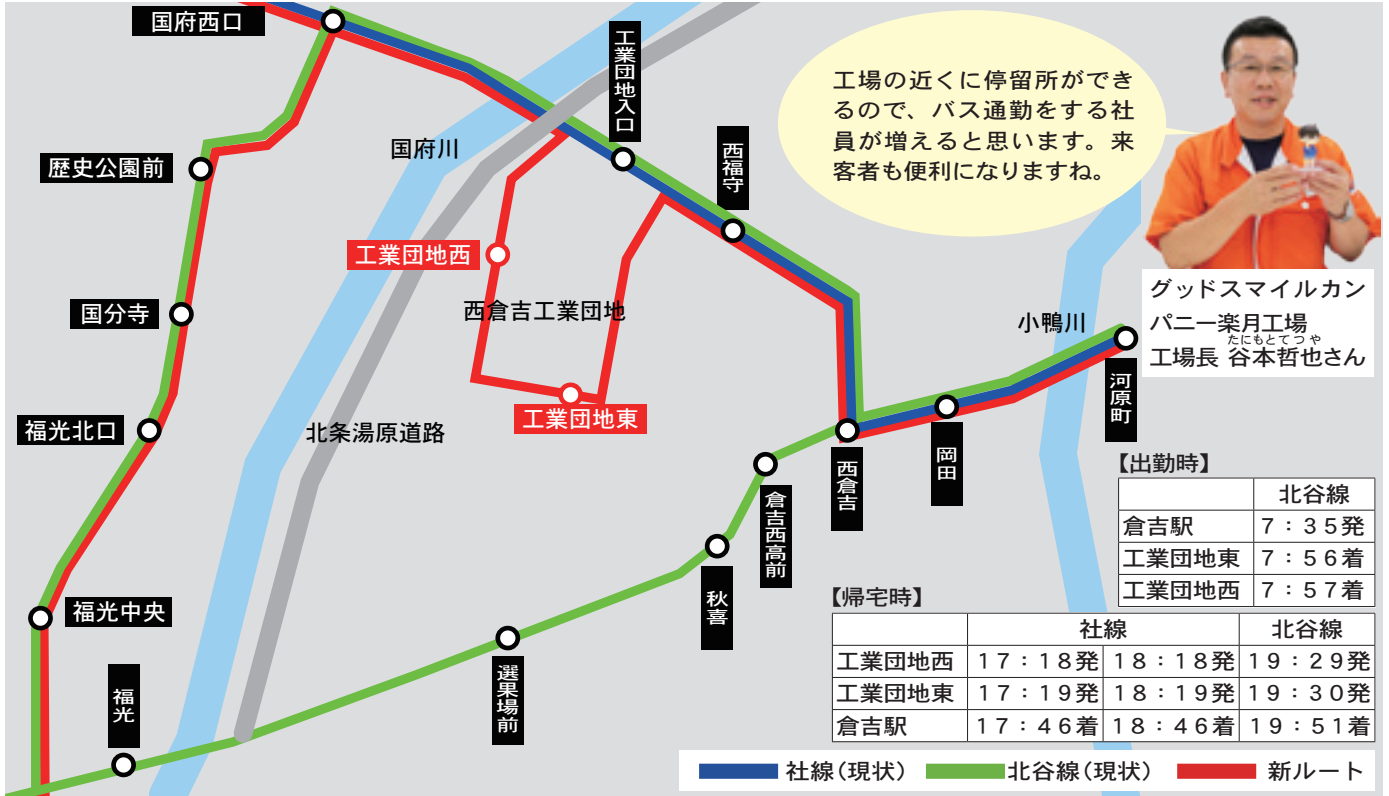 国府西口
工業団地入口
西福守
国府川
歴史公園前
工業団地西
国分寺
西倉吉工業団地
小鴨川
工業団地東
福光北口
北条湯原道路
西倉吉
岡田
河原町
倉吉西高前
秋喜
福光中央
選果場前
福光
工場の近くに停留所ができ
るので、バス通勤をする社
員が増えると思います。来
客者も便利になりますね。
グッドスマイルカン
パニー楽月工場
たにもとてつや
工場長 谷本哲也さん
【出勤時】
北谷線
倉吉駅 7：35発
工業団地東 7：56着
工業団地西 7：57着
【帰宅時】
社線 北谷線
工業団地西 17：18発 18：18発 19：29発
工業団地東 17：19発 18：19発 19：30発
倉吉駅 17：46着 18：46着 19：51着
社線（現状） 北谷線（現状） 新ルート